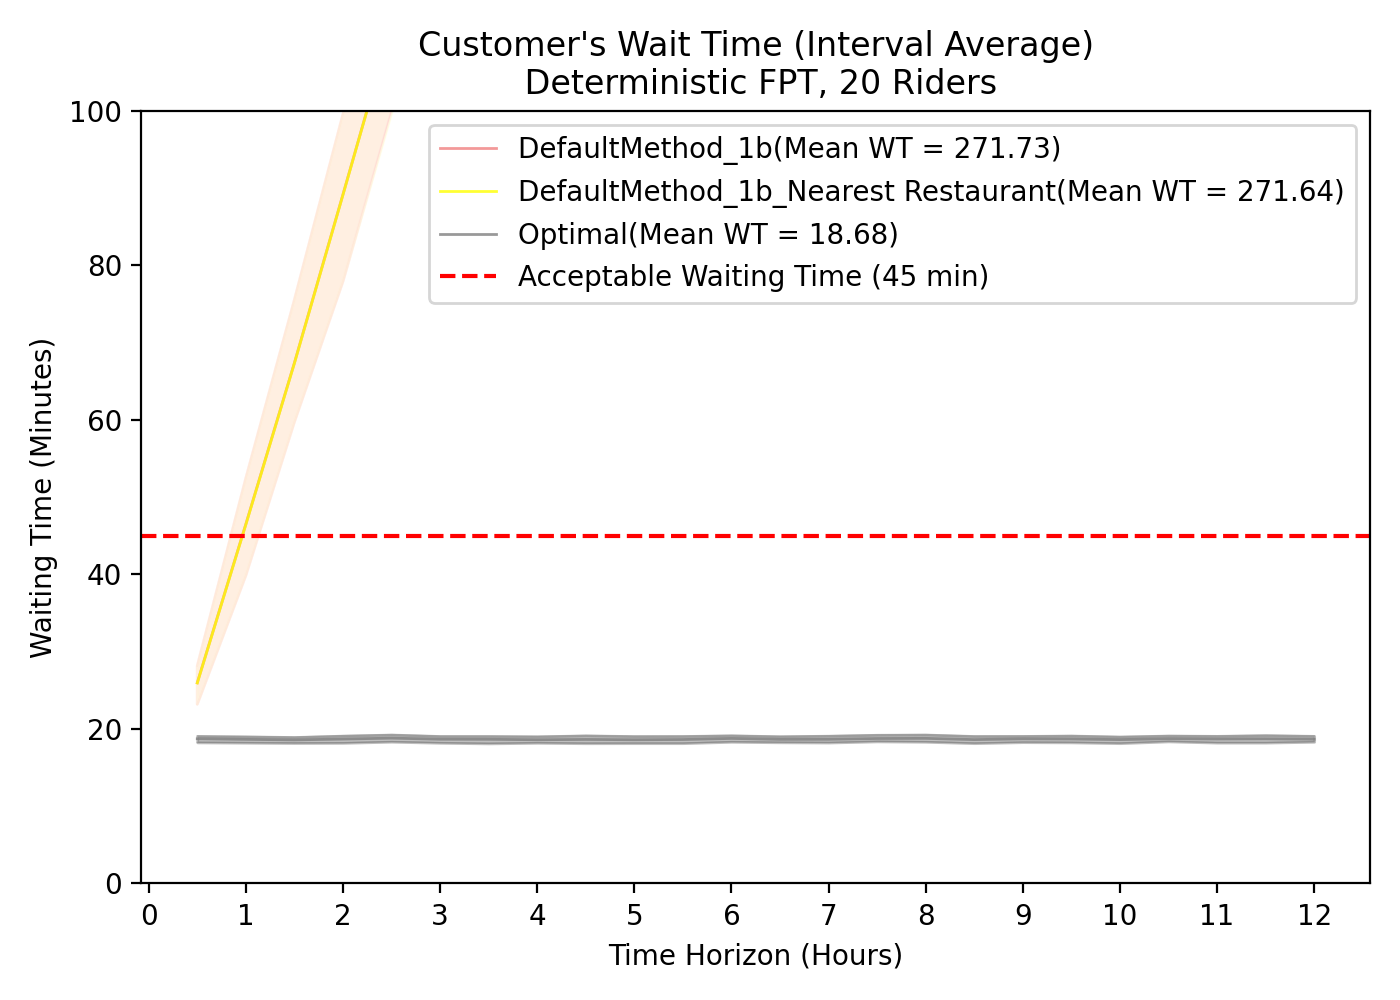 Customer's Wait Time (Interval Average)
Deterministic FPT, 20 Riders
100
80
60
40
20
0
Waiting Time (Minutes)
DefaultMethod_1b(Mean WT = 271.73)
DefaultMethod_1b_Nearest Restaurant(Mean WT = 271.64)
Optimal(Mean WT = 18.68)
Acceptable Waiting Time (45 min)
0 1 2 3 4 5 6 7 8 9 10 11 12
Time Horizon (Hours)